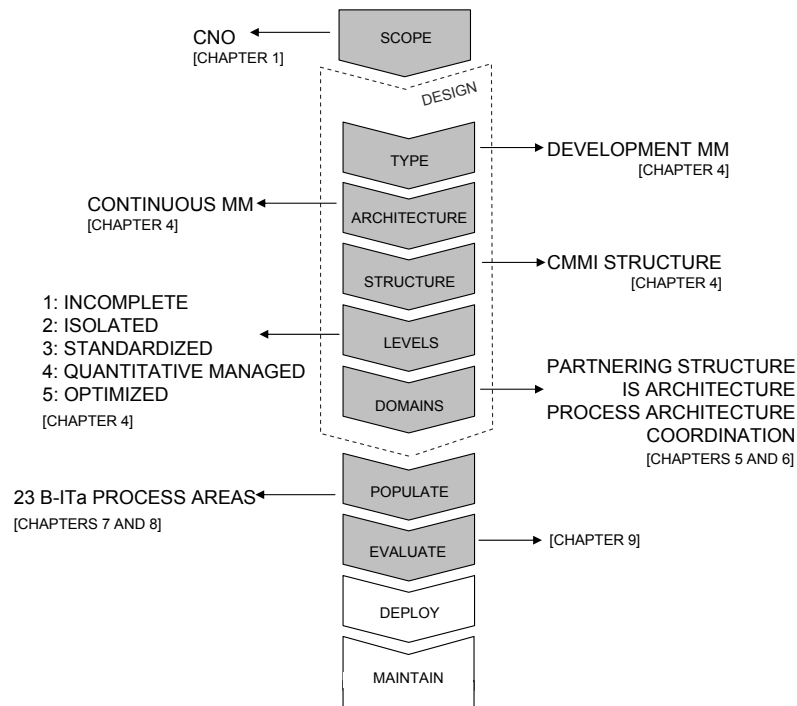 SCOPE
CNO
[CHAPTER 1]
DESIGN
TYPE
DEVELOPMENT MM
[CHAPTER 4]
CONTINUOUS MM
[CHAPTER 4]
ARCHITECTURE
STRUCTURE
CMMI STRUCTURE
[CHAPTER 4]
1: INCOMPLETE
2: ISOLATED
3: STANDARDIZED
4: QUANTITATIVE MANAGED
5: OPTIMIZED
[CHAPTER 4]
LEVELS
DOMAINS
PARTNERING STRUCTURE
IS ARCHITECTURE
PROCESS ARCHITECTURE
COORDINATION
[CHAPTERS 5 AND 6]
POPULATE
23 B-ITa PROCESS AREAS
[CHAPTERS 7 AND 8]
EVALUATE
[CHAPTER 9]
DEPLOY
MAINTAIN